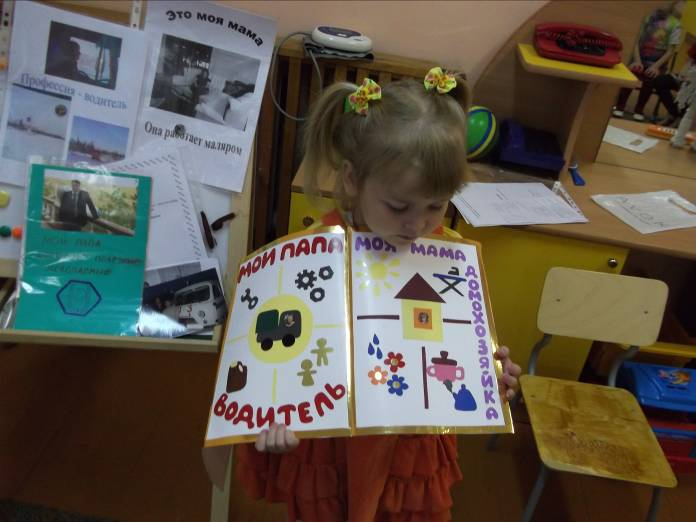 Это моя мама
Профессия - водитель
Она работает маляром
МОЙ ПАПА
МОЙ ПАПА
ВОДИТЕЛЬ
МОЯ МАМА
ДОМОХОЗЯЙКА